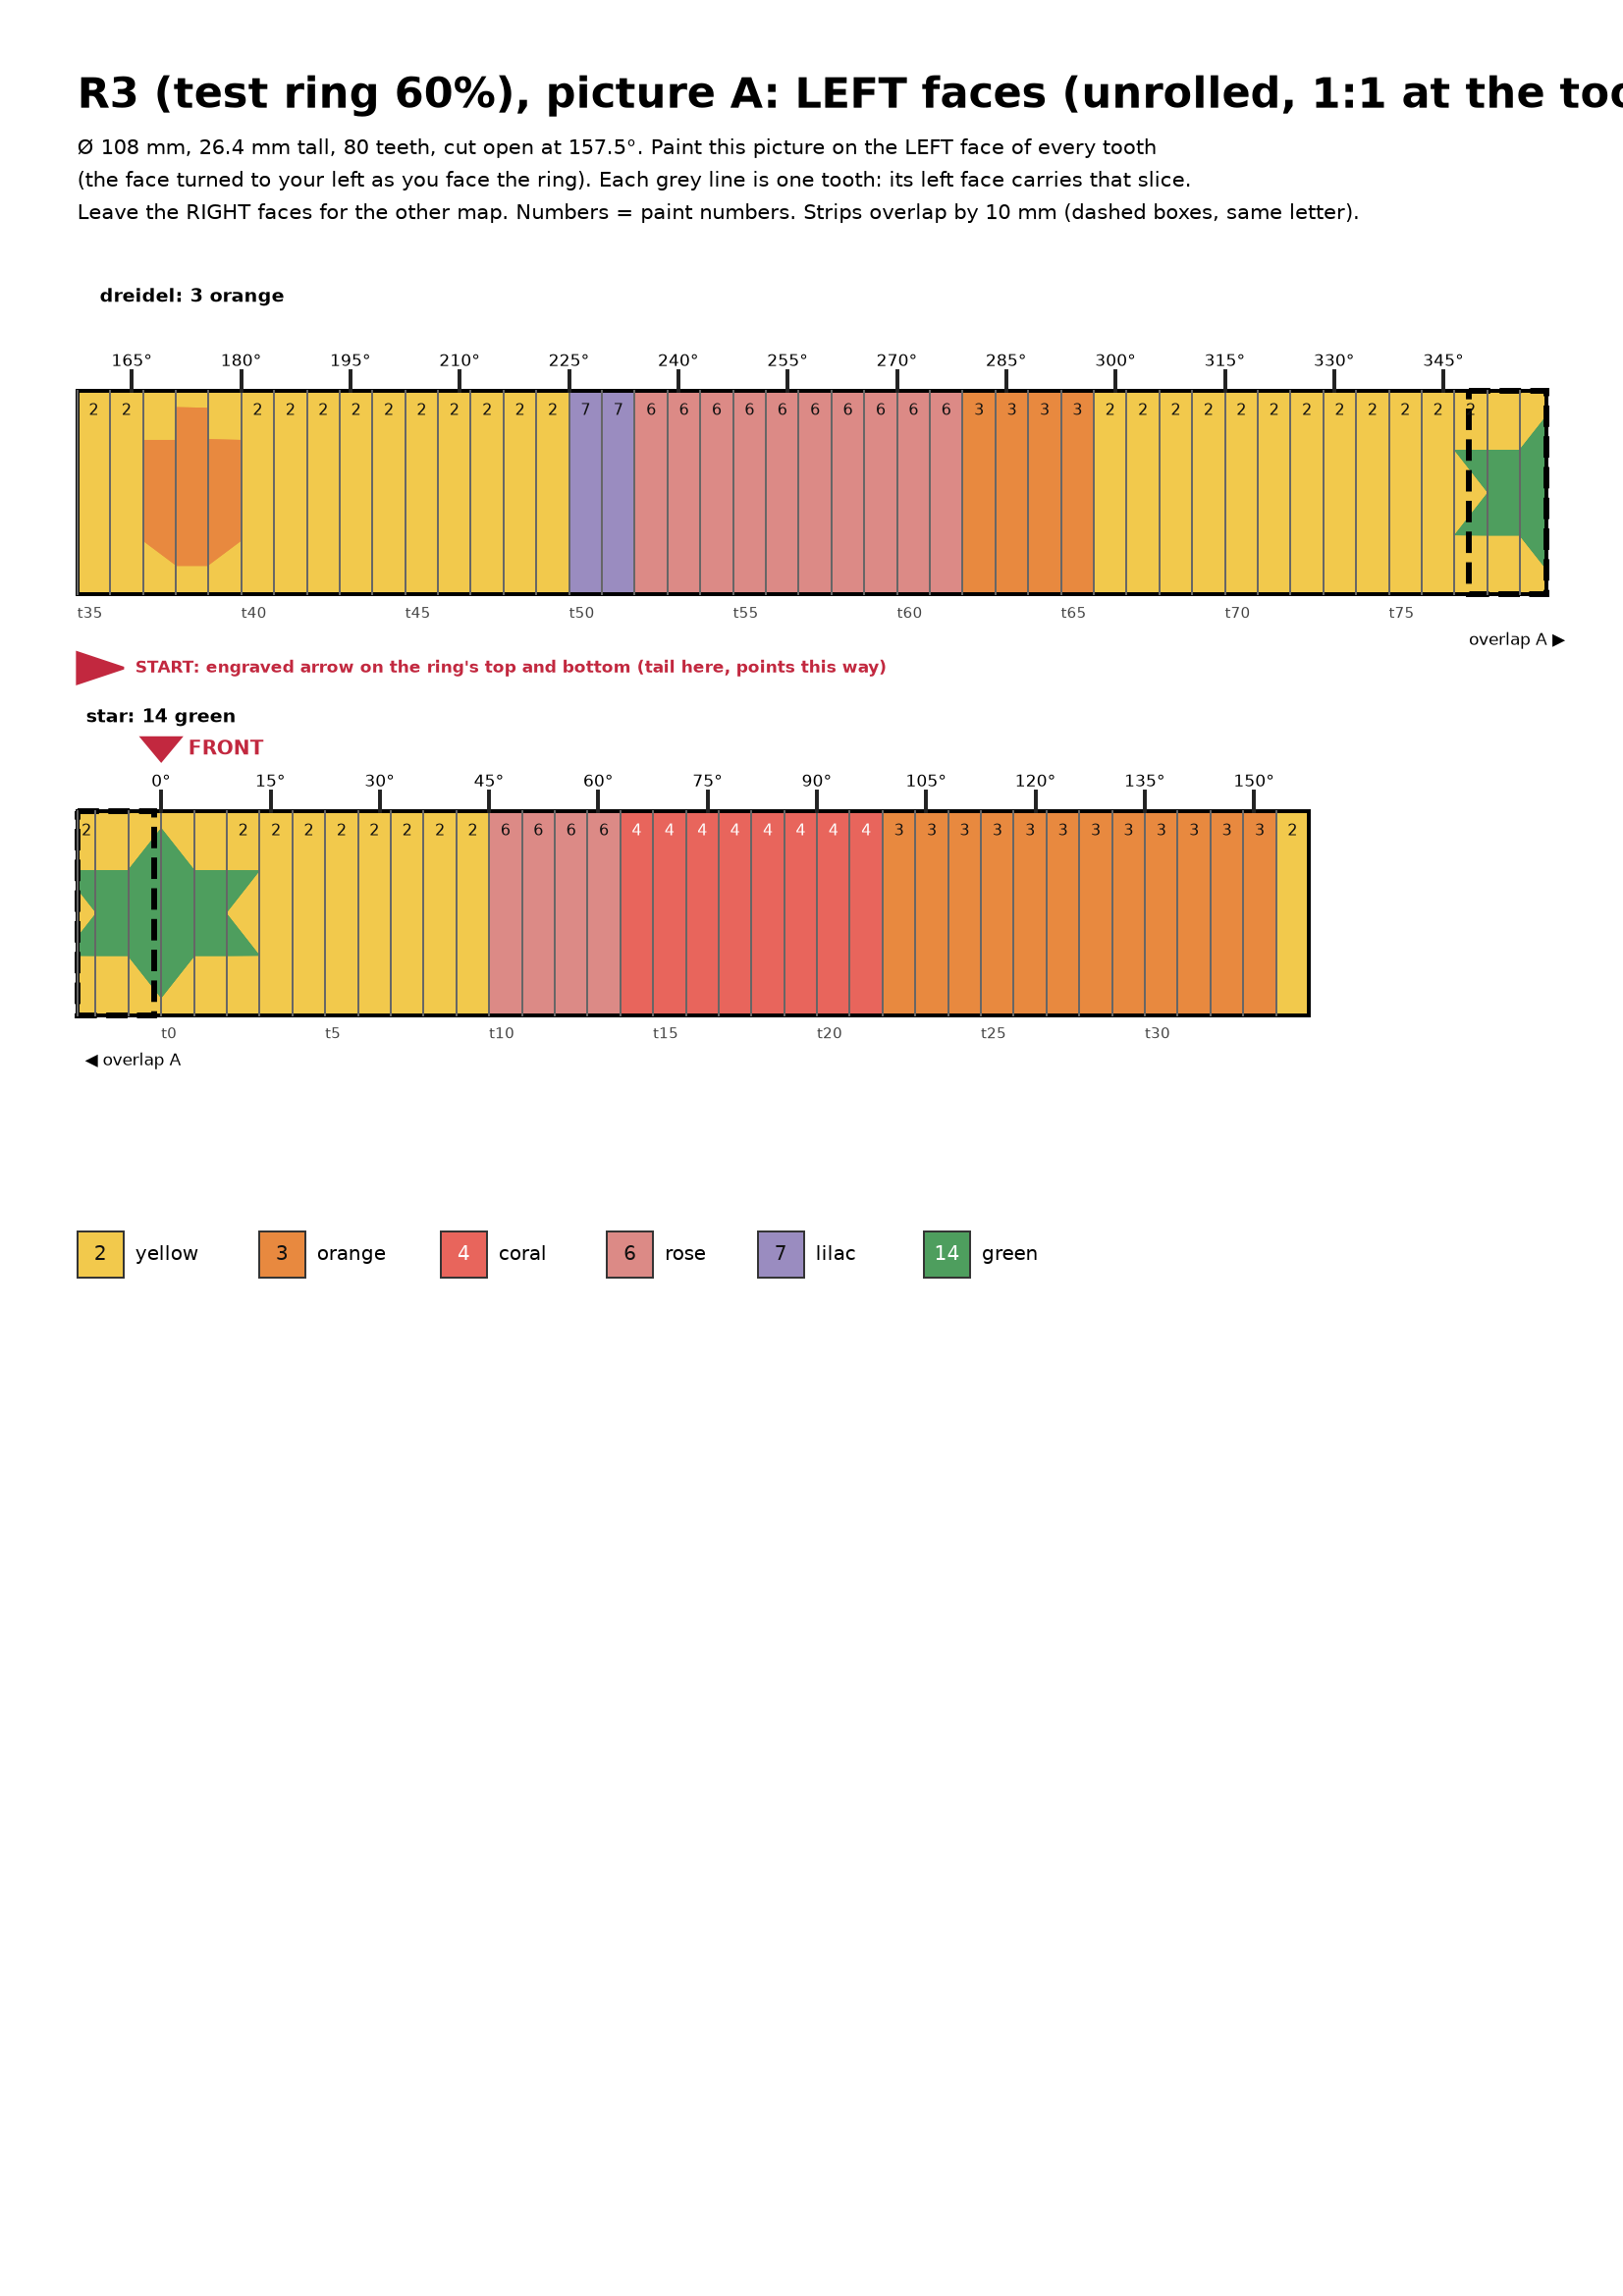 R3 (test ring 60%), picture A: LEFT faces (unrolled, 1:1 at the
Ø 108 mm, 26.4 mm tall, 80 teeth, cut open at 157.5°. Paint this picture on the LEFT face of every tooth
(the face turned to your left as you face the ring). Each grey line is one tooth: its left face carries that slice.
Leave the RIGHT faces for the other map. Numbers = paint numbers. Strips overlap by 10 mm (dashed boxes, same letter).
dreidel: 3 orange
165° 180° 195° 210° 225° 240° 255° 270° 285° 300° 315° 330° 345°
2 2 2 2 2 2 2 2 2 2 2 2 7 7 6 6 6 6 6 6 6 6 6 6 3 3 3 3 2 2 2 2 2 2 2 2 2 2 2 2
t35 t40 t45 t50 t55 t60 t65 t70 t75
overlap A ▶
START: engraved arrow on the ring's top and bottom (tail here, points this way)
star: 14 green
FRONT
0° 15° 30° 45° 60° 75° 90° 105° 120° 135° 150°
2 2 2 2 2 2 2 2 2 6 6 6 6 4 4 4 4 4 4 4 4 3 3 3 3 3 3 3 3 3 3 3 3 2
t0 t5 t10 t15 t20 t25 t30
◀ overlap A
2 yellow 3 orange 4 coral 6 rose 7 lilac 14 green